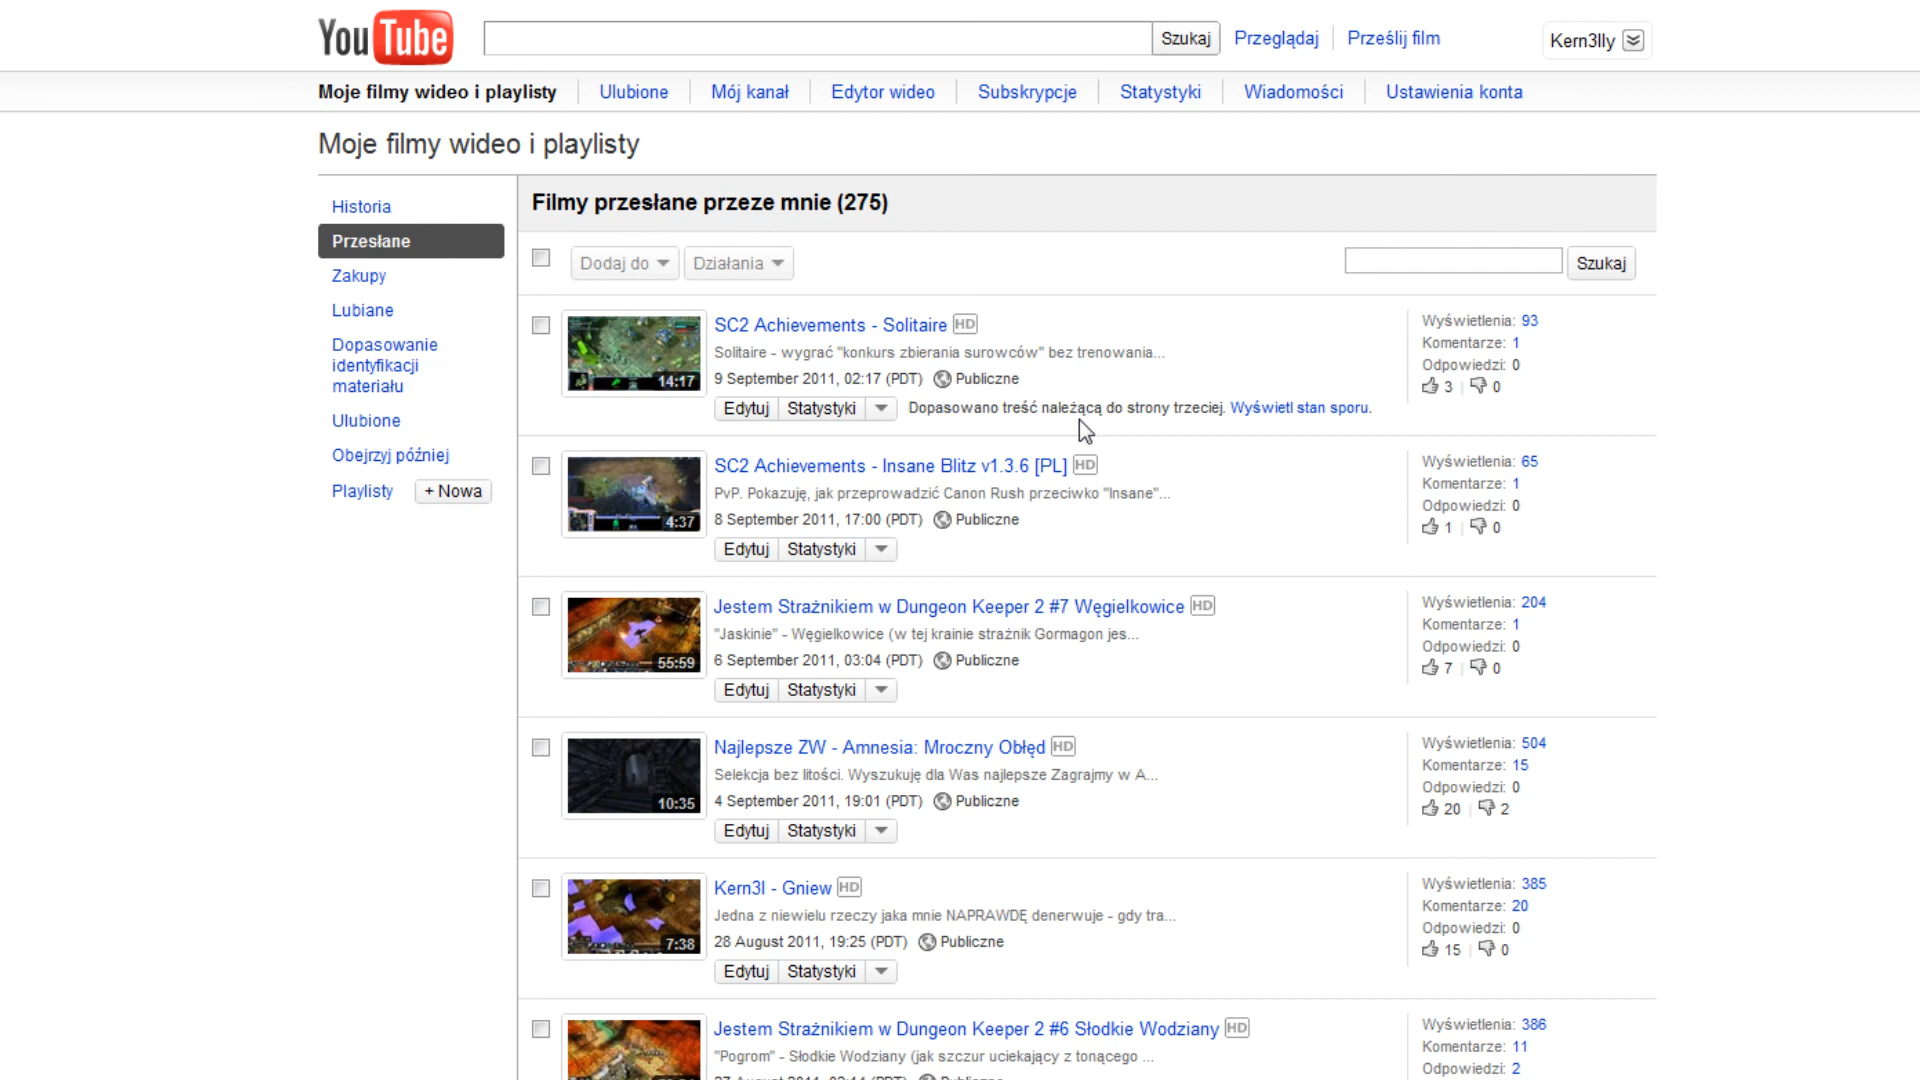 YouTube
Szukaj
Przeglądaj
Prześlij film
Kern3lly
Moje filmy wideo i playlisty
Ulubione
Mój kanał
Edytor wideo
Subskrypcje
Statystyki
Wiadomości
Ustawienia konta
Moje filmy wideo i playlisty
Historia
Przesłane
Zakupy
Lubiane
Dopasowanie
identyfikacji
materiału
Ulubione
Obejrzyj później
Playlisty
+ Nowa
Filmy przesłane przeze mnie (275)
Dodaj do
Działania
Szukaj
14:17
SC2 Achievements - Solitaire HD
Solitaire - wygrać "konkurs zbierania surowców" bez trenowania...
9 September 2011, 02:17 (PDT) Publiczne
Edytuj Statystyki Dopasowano treść należącą do strony trzeciej. Wyświetl stan sporu.
Wyświetlenia: 93
Komentarze: 1
Odpowiedzi: 0
3 | 0
4:37
SC2 Achievements - Insane Blitz v1.3.6 [PL] HD
PvP. Pokazuję, jak przeprowadzić Canon Rush przeciwko "Insane"...
8 September 2011, 17:00 (PDT) Publiczne
Edytuj Statystyki
Wyświetlenia: 65
Komentarze: 1
Odpowiedzi: 0
1 | 0
55:59
Jestem Strażnikiem w Dungeon Keeper 2 #7 Węgielkowice HD
"Jaskinie" - Węgielkowice (w tej krainie strażnik Gormagon jes...
6 September 2011, 03:04 (PDT) Publiczne
Edytuj Statystyki
Wyświetlenia: 204
Komentarze: 1
Odpowiedzi: 0
7 | 0
10:35
Najlepsze ZW - Amnesia: Mroczny Obłęd HD
Selekcja bez litości. Wyszukuję dla Was najlepsze Zagrajmy w A...
4 September 2011, 19:01 (PDT) Publiczne
Edytuj Statystyki
Wyświetlenia: 504
Komentarze: 15
Odpowiedzi: 0
20 | 2
7:38
Kern3l - Gniew HD
Jedna z niewielu rzeczy jaka mnie NAPRAWDĘ denerwuje - gdy tra...
28 August 2011, 19:25 (PDT) Publiczne
Edytuj Statystyki
Wyświetlenia: 385
Komentarze: 20
Odpowiedzi: 0
15 | 0
Jestem Strażnikiem w Dungeon Keeper 2 #6 Słodkie Wodziany HD
"Pogrom" - Słodkie Wodziany (jak szczur uciekający z tonącego ...
Wyświetlenia: 386
Komentarze: 11
Odpowiedzi: 2